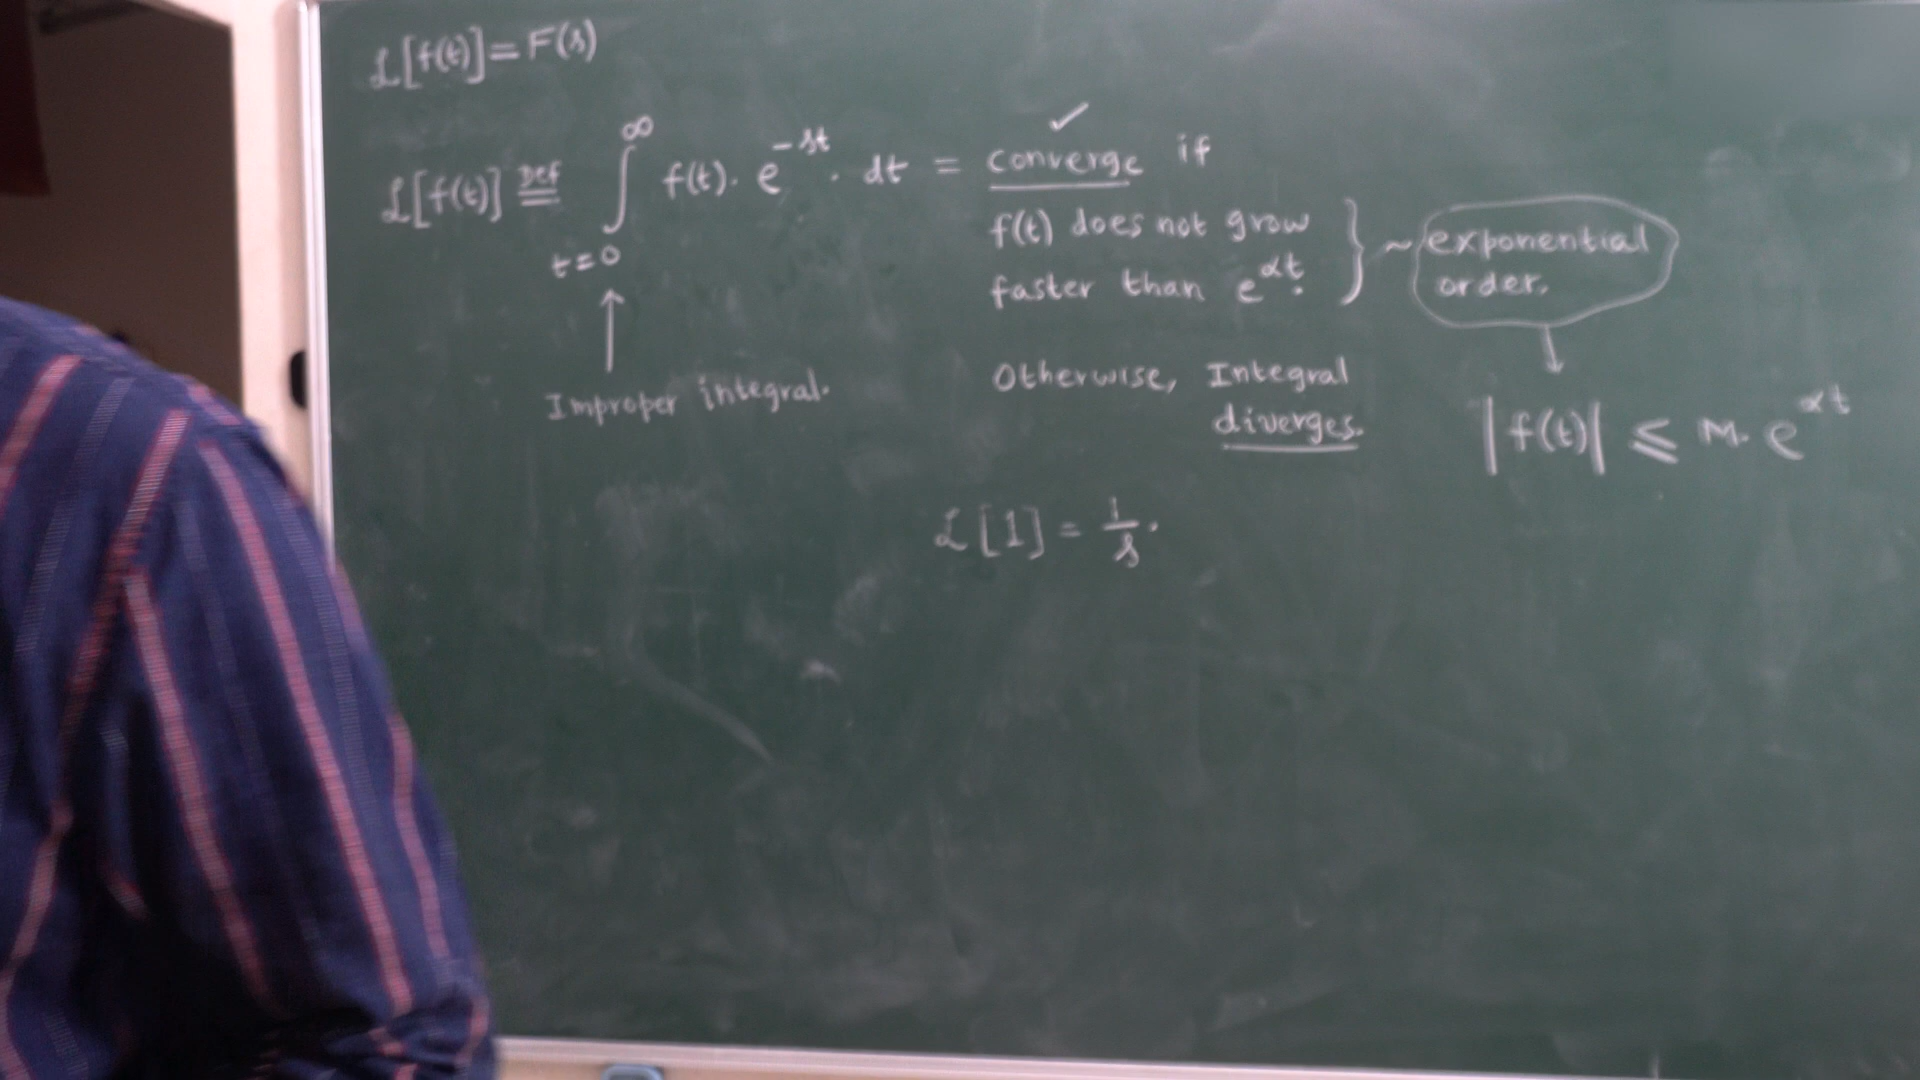 ℒ[f(t)] = F(s)
ℒ[f(t)] ≝ ∫_{t=0}^{∞} f(t). e^{-st} . dt = converge if ✓
f(t) does not grow
faster than e^{αt}. } ~ exponential order.
Improper integral.
Otherwise, Integral
diverges.
|f(t)| ⩽ M. e^{αt}
ℒ[1] = 1/s.